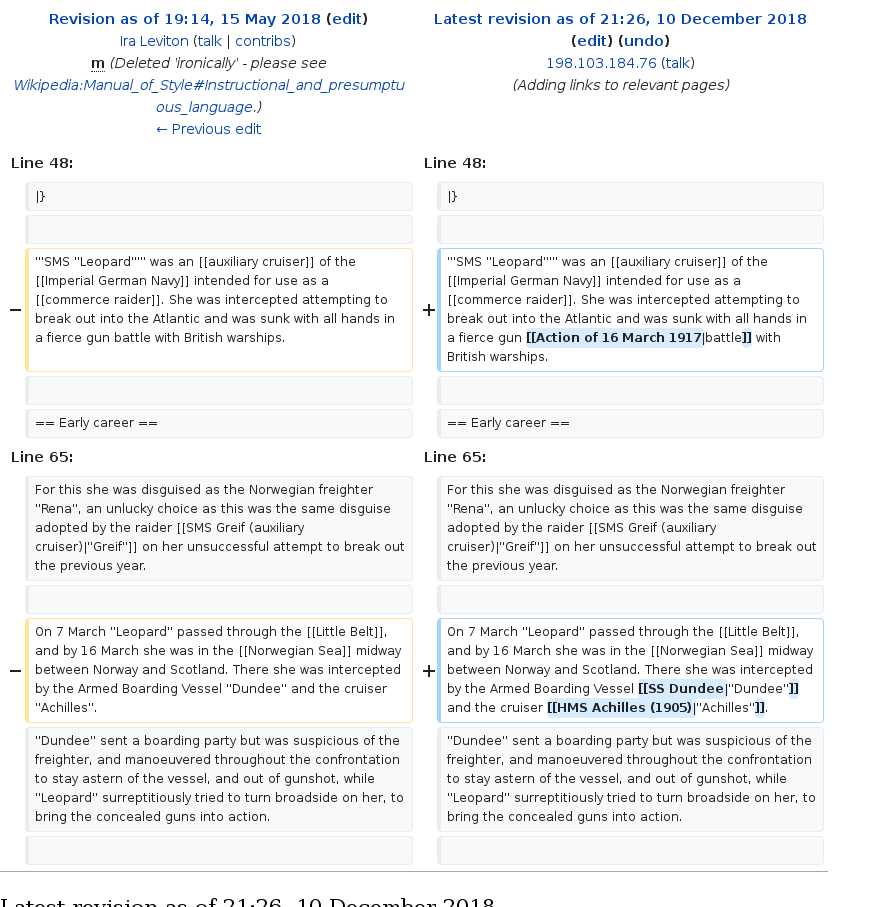 Revision as of 19:14, 15 May 2018 (edit)
Ira Leviton (talk | contribs)
m (Deleted 'ironically' - please see
Wikipedia:Manual_of_Style#Instructional_and_presumptu
ous_language.)
← Previous edit
Latest revision as of 21:26, 10 December 2018
(edit) (undo)
198.103.184.76 (talk)
(Adding links to relevant pages)
Line 48:
|}
'''SMS ''Leopard''''' was an [[auxiliary cruiser]] of the
[[Imperial German Navy]] intended for use as a
[[commerce raider]]. She was intercepted attempting to
break out into the Atlantic and was sunk with all hands in
a fierce gun battle with British warships.
== Early career ==
Line 48:
|}
'''SMS ''Leopard''''' was an [[auxiliary cruiser]] of the
[[Imperial German Navy]] intended for use as a
[[commerce raider]]. She was intercepted attempting to
break out into the Atlantic and was sunk with all hands in
a fierce gun [[Action of 16 March 1917|battle]] with
British warships.
== Early career ==
Line 65:
For this she was disguised as the Norwegian freighter
''Rena'', an unlucky choice as this was the same disguise
adopted by the raider [[SMS Greif (auxiliary
cruiser)|''Greif'']] on her unsuccessful attempt to break out
the previous year.
On 7 March ''Leopard'' passed through the [[Little Belt]],
and by 16 March she was in the [[Norwegian Sea]] midway
between Norway and Scotland. There she was intercepted
by the Armed Boarding Vessel ''Dundee'' and the cruiser
''Achilles''.
''Dundee'' sent a boarding party but was suspicious of the
freighter, and manoeuvered throughout the confrontation
to stay astern of the vessel, and out of gunshot, while
''Leopard'' surreptitiously tried to turn broadside on her, to
bring the concealed guns into action.
Line 65:
For this she was disguised as the Norwegian freighter
''Rena'', an unlucky choice as this was the same disguise
adopted by the raider [[SMS Greif (auxiliary
cruiser)|''Greif'']] on her unsuccessful attempt to break out
the previous year.
On 7 March ''Leopard'' passed through the [[Little Belt]],
and by 16 March she was in the [[Norwegian Sea]] midway
between Norway and Scotland. There she was intercepted
by the Armed Boarding Vessel [[SS Dundee|''Dundee'']]
and the cruiser [[HMS Achilles (1905)|''Achilles'']].
''Dundee'' sent a boarding party but was suspicious of the
freighter, and manoeuvered throughout the confrontation
to stay astern of the vessel, and out of gunshot, while
''Leopard'' surreptitiously tried to turn broadside on her, to
bring the concealed guns into action.
Latest revision as of 21:26, 10 December 2018